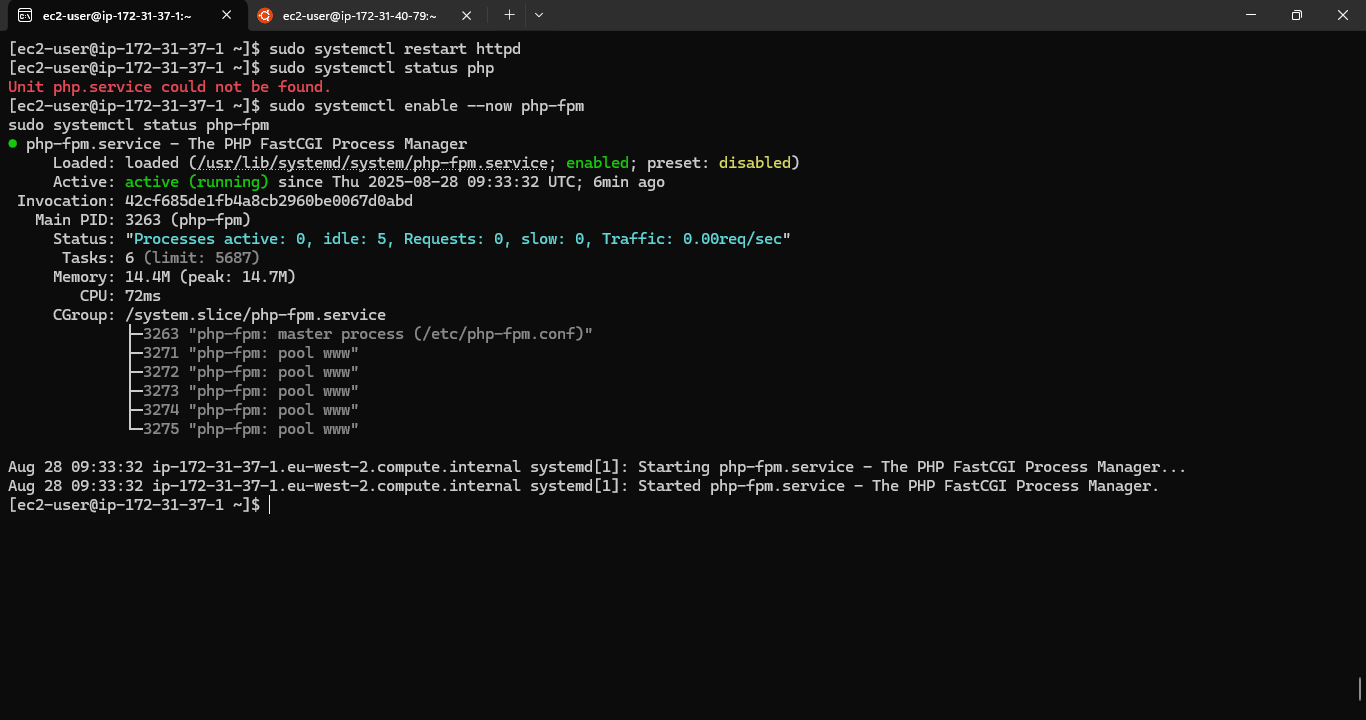 ec2-user@ip-172-31-37-1:~
ec2-user@ip-172-31-40-79:~
[ec2-user@ip-172-31-37-1 ~]$ sudo systemctl restart httpd
[ec2-user@ip-172-31-37-1 ~]$ sudo systemctl status php
Unit php.service could not be found.
[ec2-user@ip-172-31-37-1 ~]$ sudo systemctl enable --now php-fpm
sudo systemctl status php-fpm
● php-fpm.service - The PHP FastCGI Process Manager
     Loaded: loaded (/usr/lib/systemd/system/php-fpm.service; enabled; preset: disabled)
     Active: active (running) since Thu 2025-08-28 09:33:32 UTC; 6min ago
 Invocation: 42cf685de1fb4a8cb2960be0067d0abd
   Main PID: 3263 (php-fpm)
     Status: "Processes active: 0, idle: 5, Requests: 0, slow: 0, Traffic: 0.00req/sec"
      Tasks: 6 (limit: 5687)
     Memory: 14.4M (peak: 14.7M)
        CPU: 72ms
     CGroup: /system.slice/php-fpm.service
             ├─3263 "php-fpm: master process (/etc/php-fpm.conf)"
             ├─3271 "php-fpm: pool www"
             ├─3272 "php-fpm: pool www"
             ├─3273 "php-fpm: pool www"
             ├─3274 "php-fpm: pool www"
             └─3275 "php-fpm: pool www"
Aug 28 09:33:32 ip-172-31-37-1.eu-west-2.compute.internal systemd[1]: Starting php-fpm.service - The PHP FastCGI Process Manager...
Aug 28 09:33:32 ip-172-31-37-1.eu-west-2.compute.internal systemd[1]: Started php-fpm.service - The PHP FastCGI Process Manager.
[ec2-user@ip-172-31-37-1 ~]$